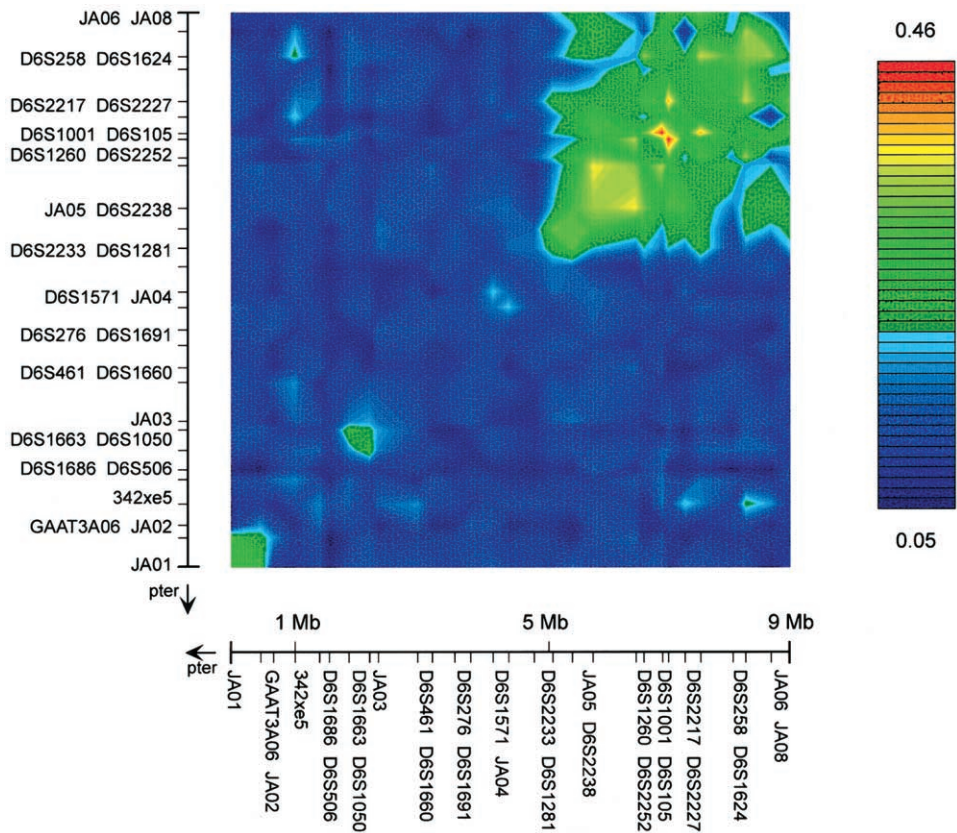 JA06 JA08
D6S258 D6S1624
D6S2217 D6S2227
D6S1001 D6S105
D6S1260 D6S2252
JA05 D6S2238
D6S2233 D6S1281
D6S1571 JA04
D6S276 D6S1691
D6S461 D6S1660
JA03
D6S1663 D6S1050
D6S1686 D6S506
342xe5
GAAT3A06 JA02
JA01
pter
0.46
0.05
1 Mb 5 Mb 9 Mb
pter
JA01
GAAT3A06 JA02
342xe5
D6S1686 D6S506
D6S1663 D6S1050
JA03
D6S461 D6S1660
D6S276 D6S1691
D6S1571 JA04
D6S2233 D6S1281
JA05 D6S2238
D6S1260 D6S2252
D6S1001 D6S105
D6S2217 D6S2227
D6S258 D6S1624
JA06 JA08